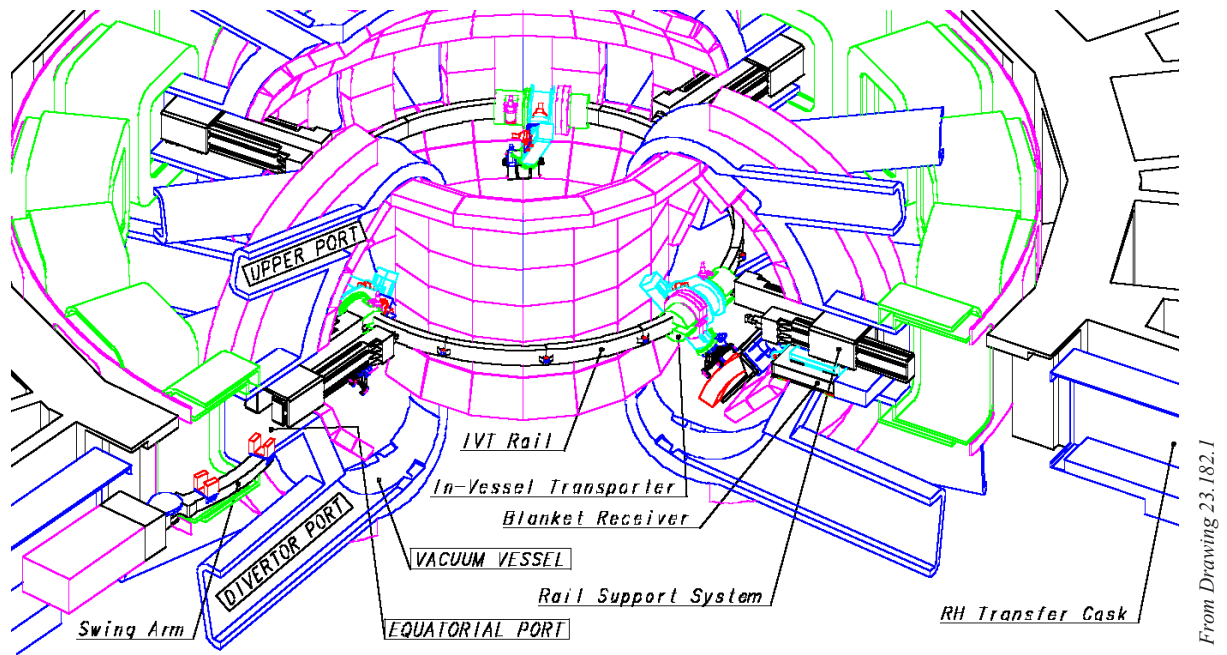 UPPER PORT
IVT Rail
In-Vessel Transporter
Blanket Receiver
DIVERTOR PORT
VACUUM VESSEL
Rail Support System
RH Transfer Cask
Swing Arm
EQUATORIAL PORT
From Drawing 23.182.1